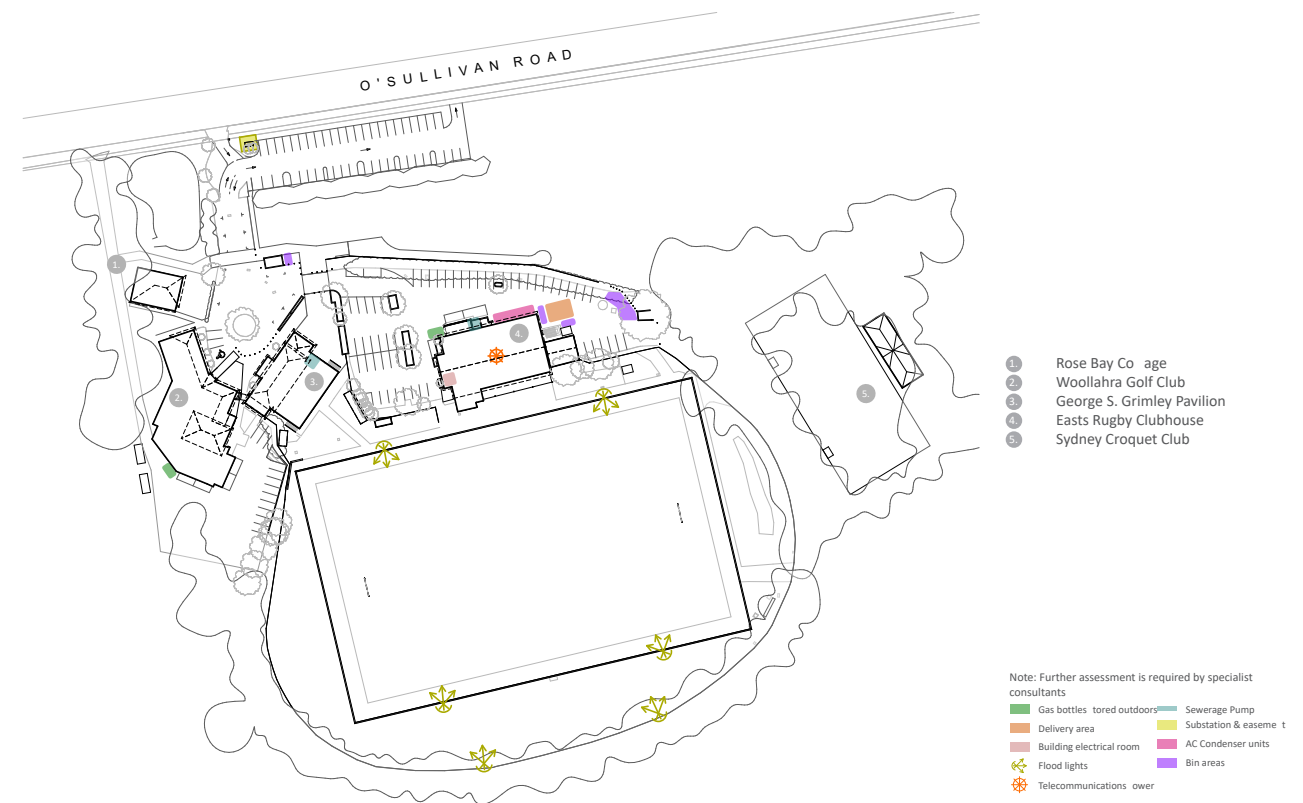 O'SULLIVAN ROAD
1.
2.
3.
4.
5.
1. Rose Bay Co age
2. Woollahra Golf Club
3. George S. Grimley Pavilion
4. Easts Rugby Clubhouse
5. Sydney Croquet Club
Note: Further assessment is required by specialist
consultants
Gas bottles tored outdoors
Delivery area
Building electrical room
Flood lights
Telecommunications ower
Sewerage Pump
Substation & easeme t
AC Condenser units
Bin areas